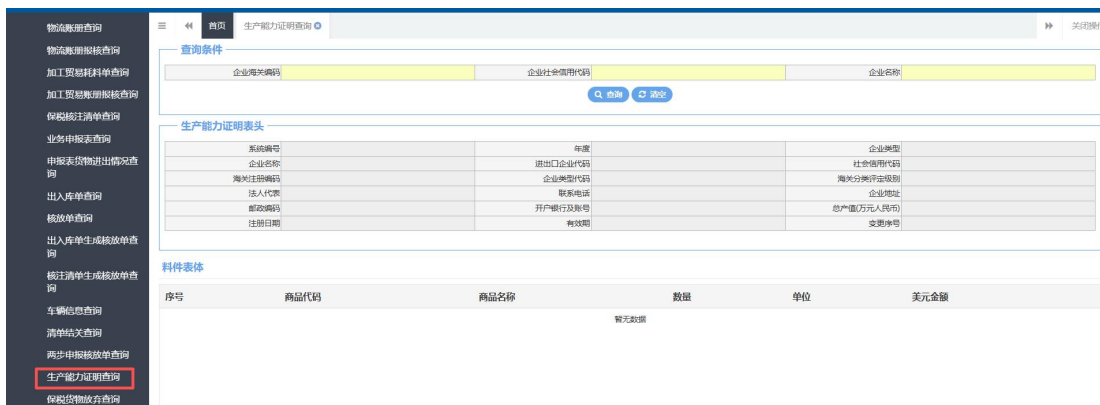 物流账册查询
物流账册报核查询
加工贸易耗料单查询
加工贸易账册报核查询
保税核注清单查询
业务申报表查询
申报表货物进出情况查
询
出入库单查询
核放单查询
出入库单生成核放单查
询
核注清单生成核放单查
询
车辆信息查询
清单结关查询
两步申报核放单查询
生产能力证明查询
保税货物放弃查询
首页 生产能力证明查询 关闭操作
查询条件
企业海关编码 企业社会信用代码 企业名称
查询 清空
生产能力证明表头
系统编号 年度 企业类型
企业名称 进出口企业代码 社会信用代码
海关注册编码 企业类型代码 海关分类评定级别
法人代表 联系电话 企业地址
邮政编码 开户银行及账号 总产值(万元人民币)
注册日期 有效期 变更序号
料件表体
序号 商品代码 商品名称 数量 单位 美元金额
暂无数据